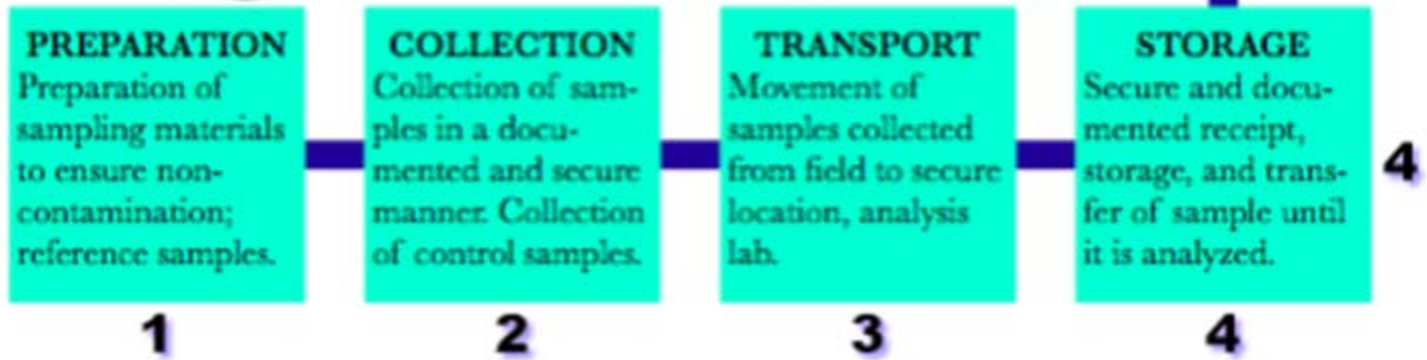 PREPARATION
Preparation of
sampling materials
to ensure non-
contamination;
reference samples.
1
COLLECTION
Collection of sam-
ples in a docu-
mented and secure
manner. Collection
of control samples.
2
TRANSPORT
Movement of
samples collected
from field to secure
location, analysis
lab.
3
STORAGE
Secure and docu-
mented receipt,
storage, and trans-
fer of sample until
it is analyzed.
4
4